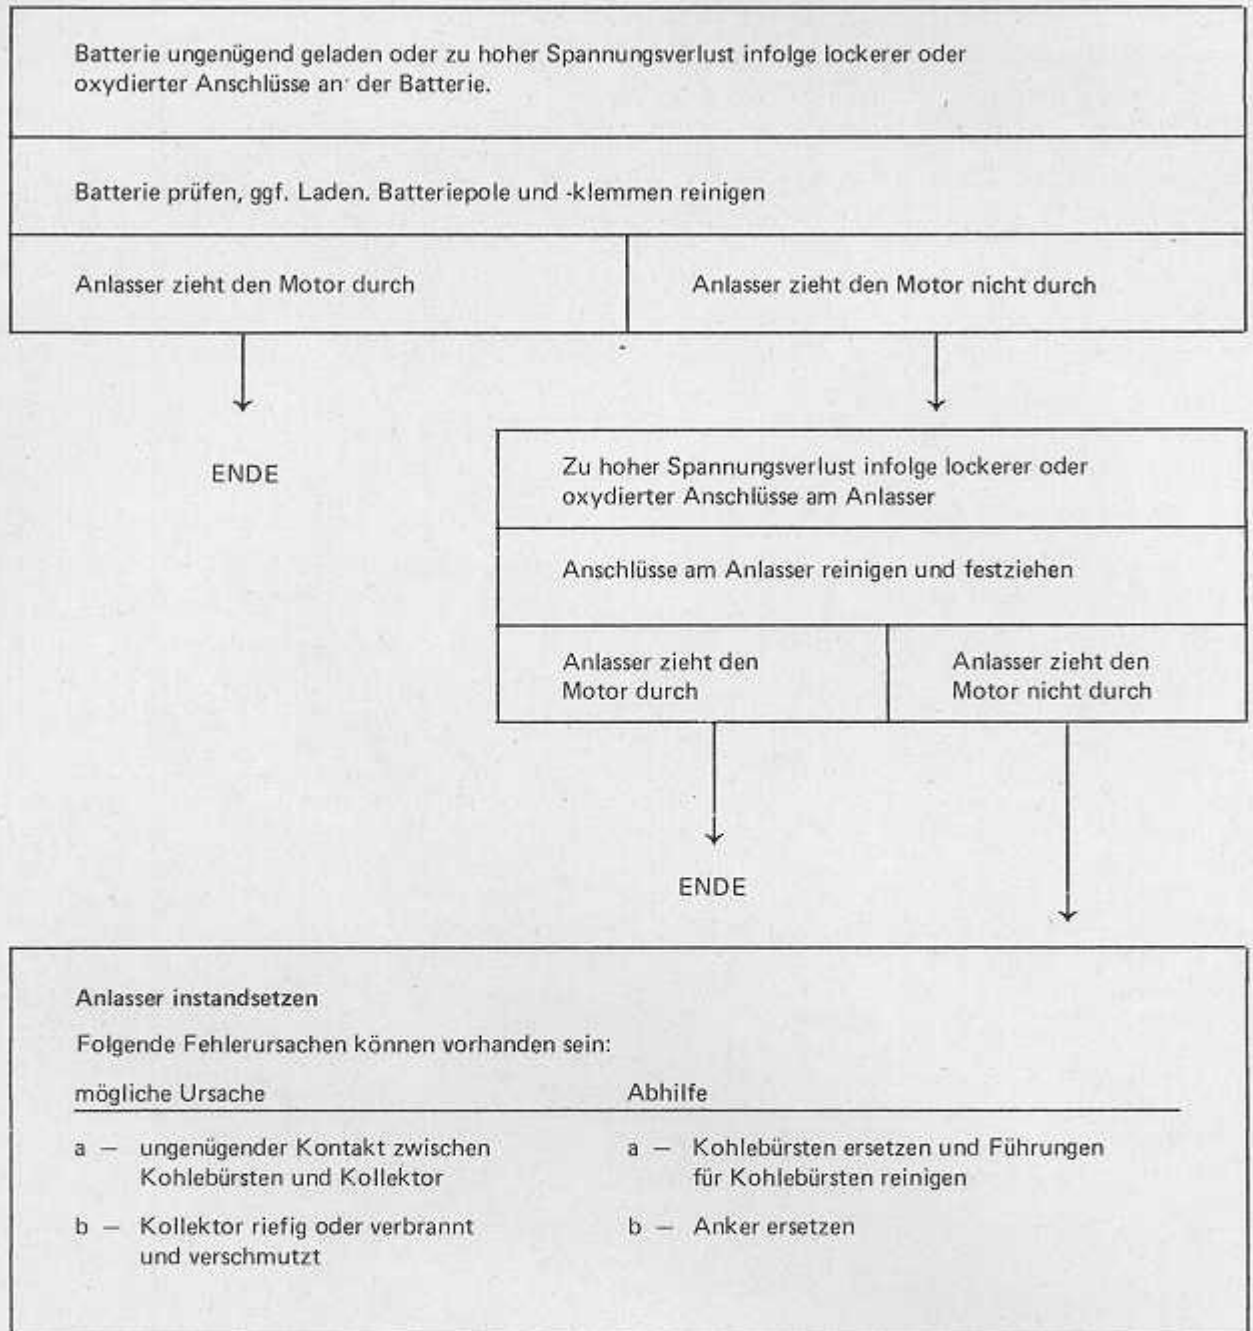 Batterie ungenügend geladen oder zu hoher Spannungsverlust infolge lockerer oder
oxydierter Anschlüsse an der Batterie.
Batterie prüfen, ggf. Laden. Batteriepole und -klemmen reinigen
Anlasser zieht den Motor durch
Anlasser zieht den Motor nicht durch
ENDE
Zu hoher Spannungsverlust infolge lockerer oder
oxydierter Anschlüsse am Anlasser
Anschlüsse am Anlasser reinigen und festziehen
Anlasser zieht den
Motor durch
Anlasser zieht den
Motor nicht durch
ENDE
Anlasser instandsetzen
Folgende Fehlerursachen können vorhanden sein:
mögliche Ursache
Abhilfe
a — ungenügender Kontakt zwischen
Kohlebürsten und Kollektor
a — Kohlebürsten ersetzen und Führungen
für Kohlebürsten reinigen
b — Kollektor riefig oder verbrannt
und verschmutzt
b — Anker ersetzen